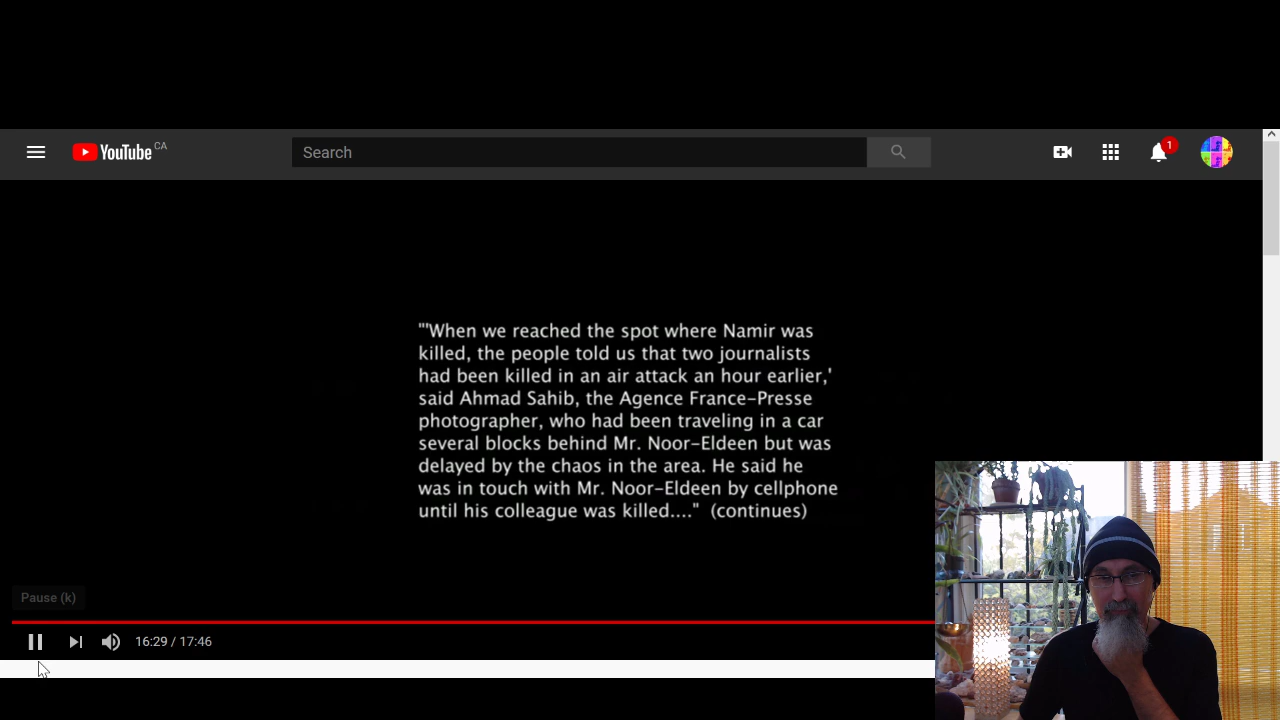 YouTube CA
Search
1
"'When we reached the spot where Namir was
killed, the people told us that two journalists
had been killed in an air attack an hour earlier,'
said Ahmad Sahib, the Agence France-Presse
photographer, who had been traveling in a car
several blocks behind Mr. Noor-Eldeen but was
delayed by the chaos in the area. He said he
was in touch with Mr. Noor-Eldeen by cellphone
until his colleague was killed...." (continues)
Pause (k)
16:29 / 17:46